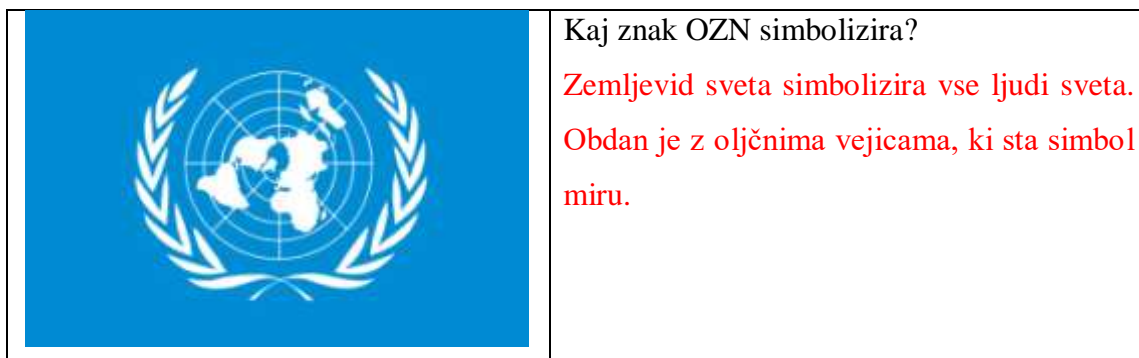 Kaj znak OZN simbolizira?
Zemljevid sveta simbolizira vse ljudi sveta.
Obdan je z oljčnima vejicama, ki sta simbol
miru.